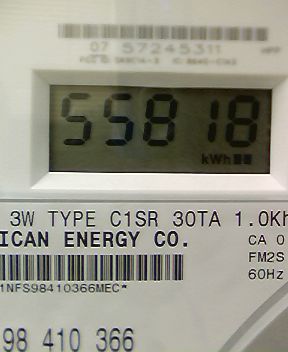 07 57245311
55818
kWh
3W TYPE C1SR 30TA 1.0Kh
ICAN ENERGY CO.
CA 0
FM2S
60Hz
1NFS98410366MEC*
98 410 366